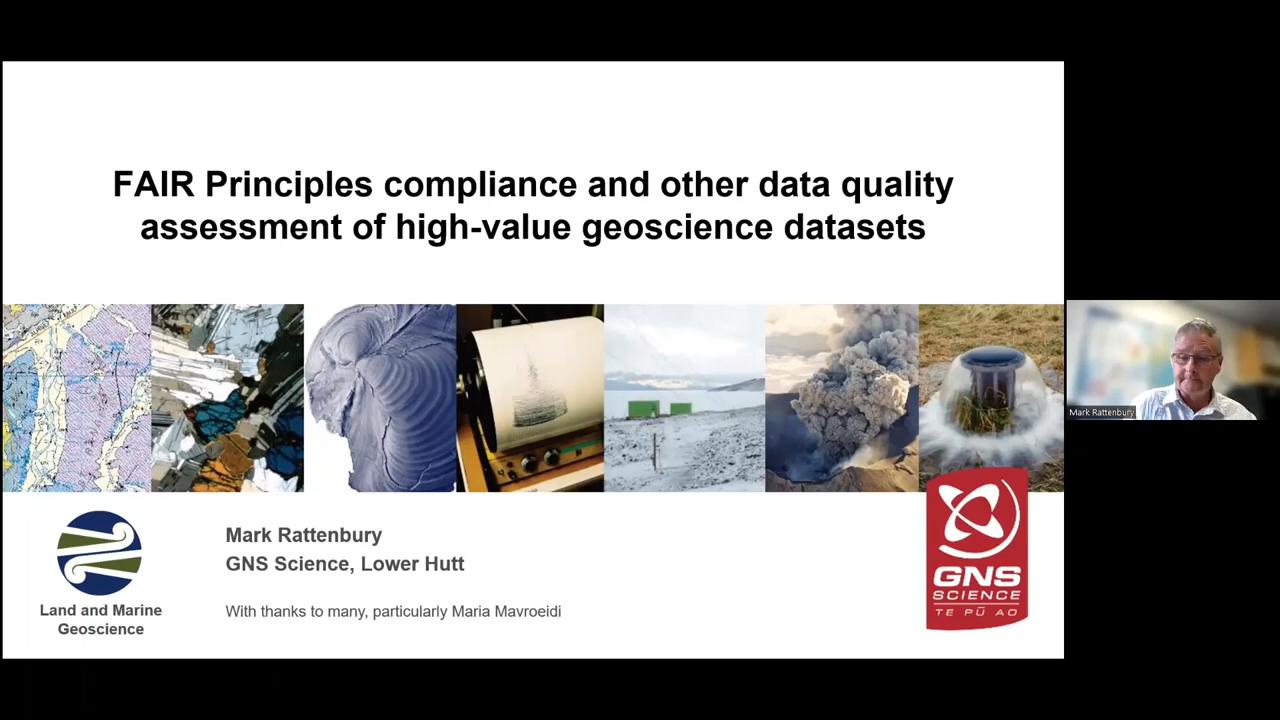 FAIR Principles compliance and other data quality
assessment of high-value geoscience datasets
Mark Rattenbury
Mark Rattenbury
GNS Science, Lower Hutt
With thanks to many, particularly Maria Mavroeidi
Land and Marine
Geoscience
GNS
SCIENCE
TE PŪ AO